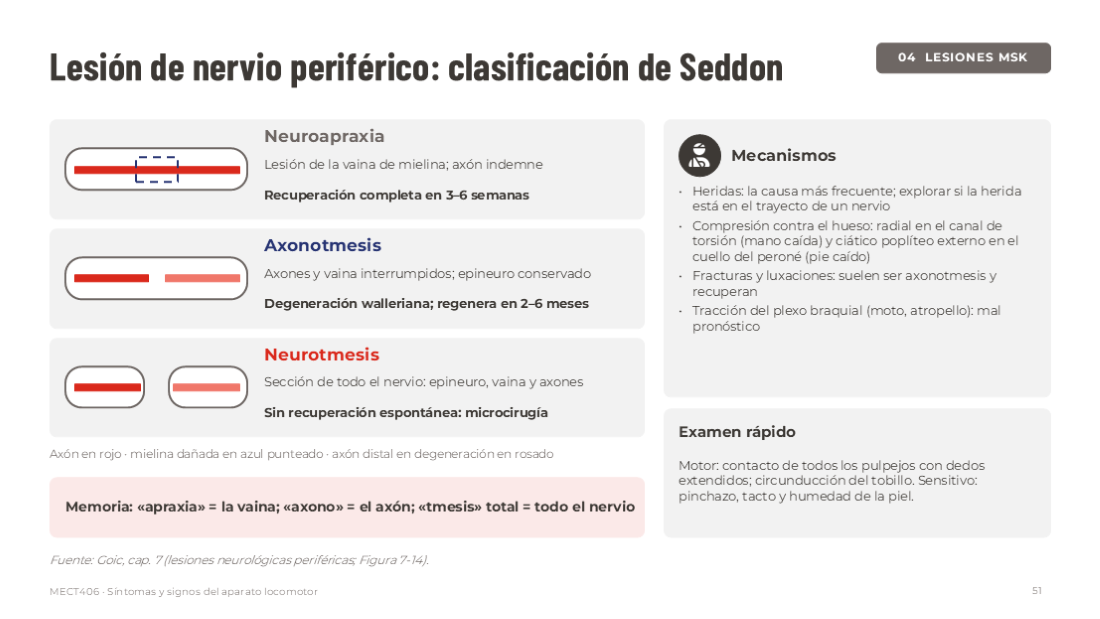 Lesión de nervio periférico: clasificación de Seddon
04 LESIONES MSK
Neuroapraxia
Lesión de la vaina de mielina; axón indemne
Recuperación completa en 3–6 semanas
Axonotmesis
Axones y vaina interrumpidos; epineuro conservado
Degeneración walleriana; regenera en 2–6 meses
Neurotmesis
Sección de todo el nervio: epineuro, vaina y axones
Sin recuperación espontánea: microcirugía
Axón en rojo · mielina dañada en azul punteado · axón distal en degeneración en rosado
Memoria: «apraxia» = la vaina; «axono» = el axón; «tmesis» total = todo el nervio
Mecanismos
• Heridas: la causa más frecuente; explorar si la herida
está en el trayecto de un nervio
• Compresión contra el hueso: radial en el canal de
torsión (mano caída) y ciático poplíteo externo en el
cuello del peroné (pie caído)
• Fracturas y luxaciones: suelen ser axonotmesis y
recuperan
• Tracción del plexo braquial (moto, atropello): mal
pronóstico
Examen rápido
Motor: contacto de todos los pulpejos con dedos
extendidos; circunducción del tobillo. Sensitivo:
pinchazo, tacto y humedad de la piel.
Fuente: Goic, cap. 7 (lesiones neurológicas periféricas; Figura 7-14).
MECT406 · Síntomas y signos del aparato locomotor
51